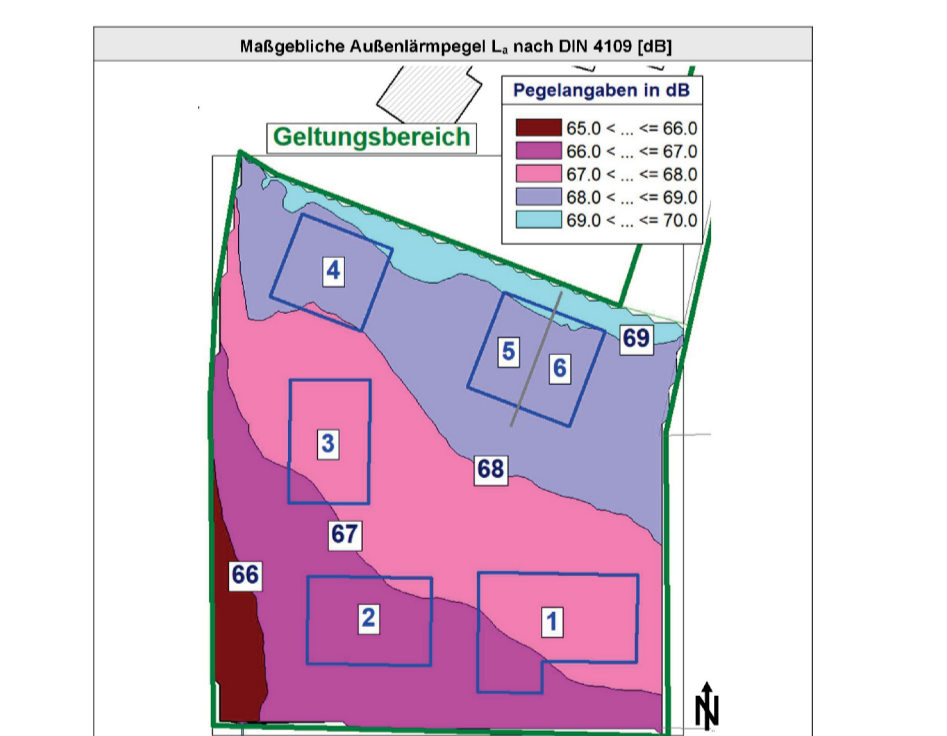 Maßgebliche Außenlärmpegel Lₐ nach DIN 4109 [dB]
Pegelangaben in dB
65.0 < ... <= 66.0
66.0 < ... <= 67.0
67.0 < ... <= 68.0
68.0 < ... <= 69.0
69.0 < ... <= 70.0
Geltungsbereich
4
69
5
6
3
68
67
66
2
1
N